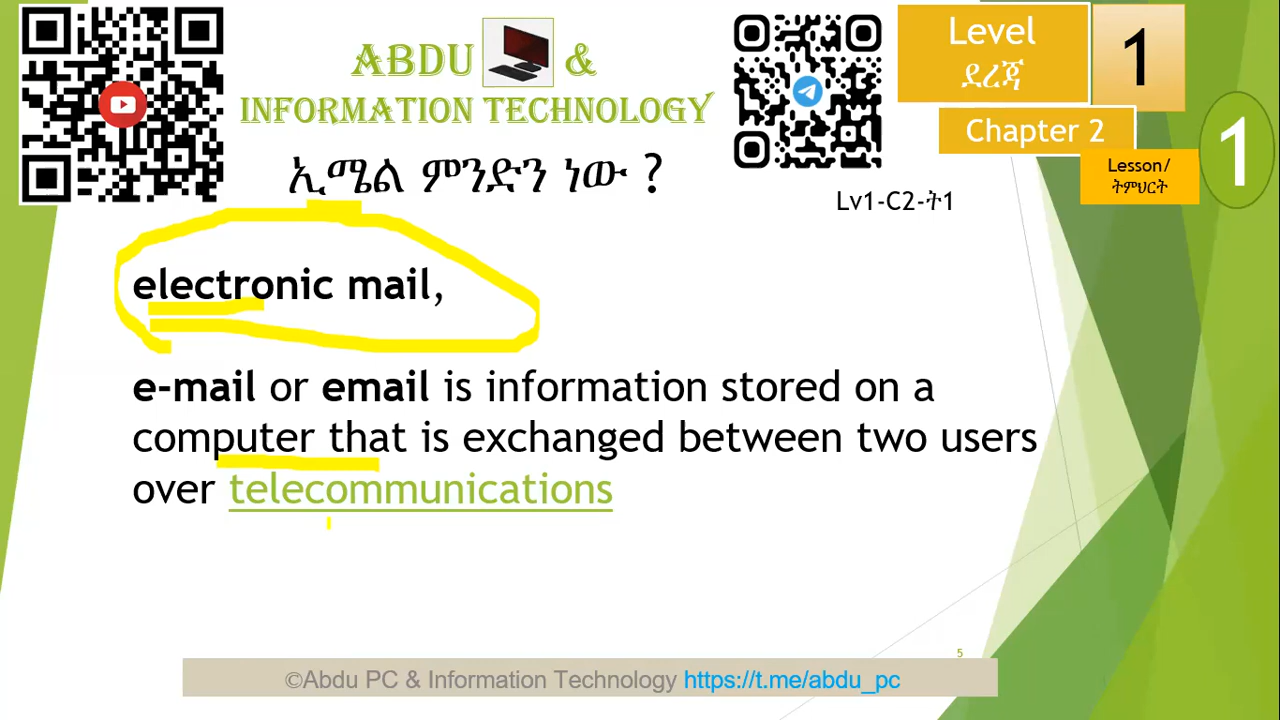 ABDU &
INFORMATION TECHNOLOGY
ኢሜል ምንድን ነው ?
Level
ደረጃ
1
Chapter 2
Lesson/
ትምህርት
1
Lv1-C2-ት1
electronic mail,
e-mail or email is information stored on a
computer that is exchanged between two users
over telecommunications
5
©Abdu PC & Information Technology https://t.me/abdu_pc